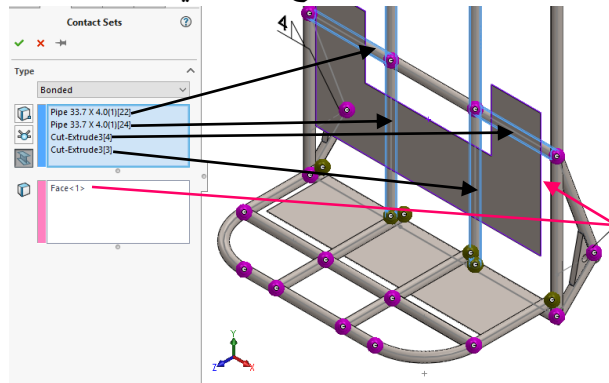 Contact Sets
Type
Bonded
Pipe 33.7 X 4.0(1)[22]
Pipe 33.7 X 4.0(1)[24]
Cut-Extrude3[4]
Cut-Extrude3[3]
Face<1>
4
Y
Z
X